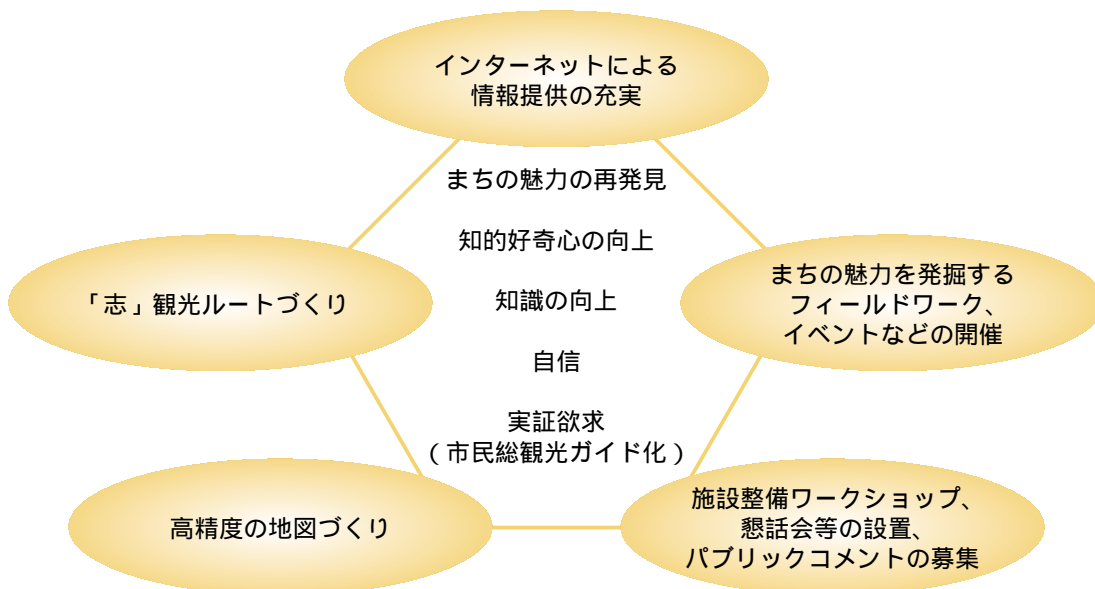 インターネットによる
情報提供の充実
まちの魅力の再発見
知的好奇心の向上
「志」観光ルートづくり
知識の向上
まちの魅力を発掘する
フィールドワーク、
イベントなどの開催
自信
実証欲求
(市民総観光ガイド化)
高精度の地図づくり
施設整備ワークショップ、
懇話会等の設置、
パブリックコメントの募集